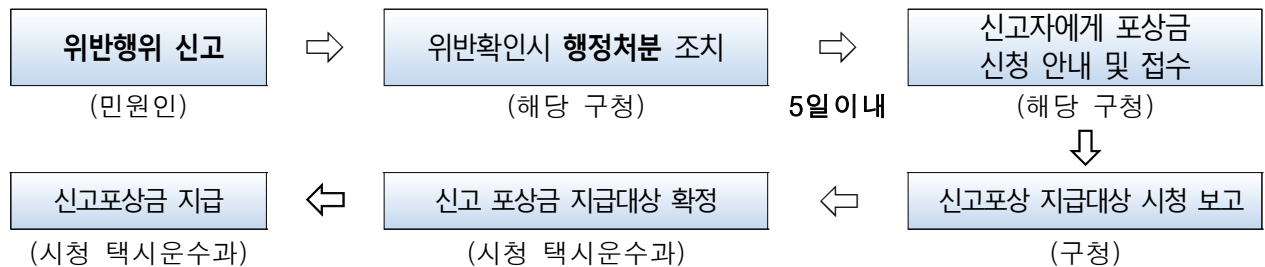 위반행위 신고
위반확인시 행정처분 조치
신고자에게 포상금
신청 안내 및 접수
(민원인)
(해당 구청)
5일이내
(해당 구청)
신고포상금 지급
신고 포상금 지급대상 확정
신고포상 지급대상 시청 보고
(시청 택시운수과)
(시청 택시운수과)
(구청)